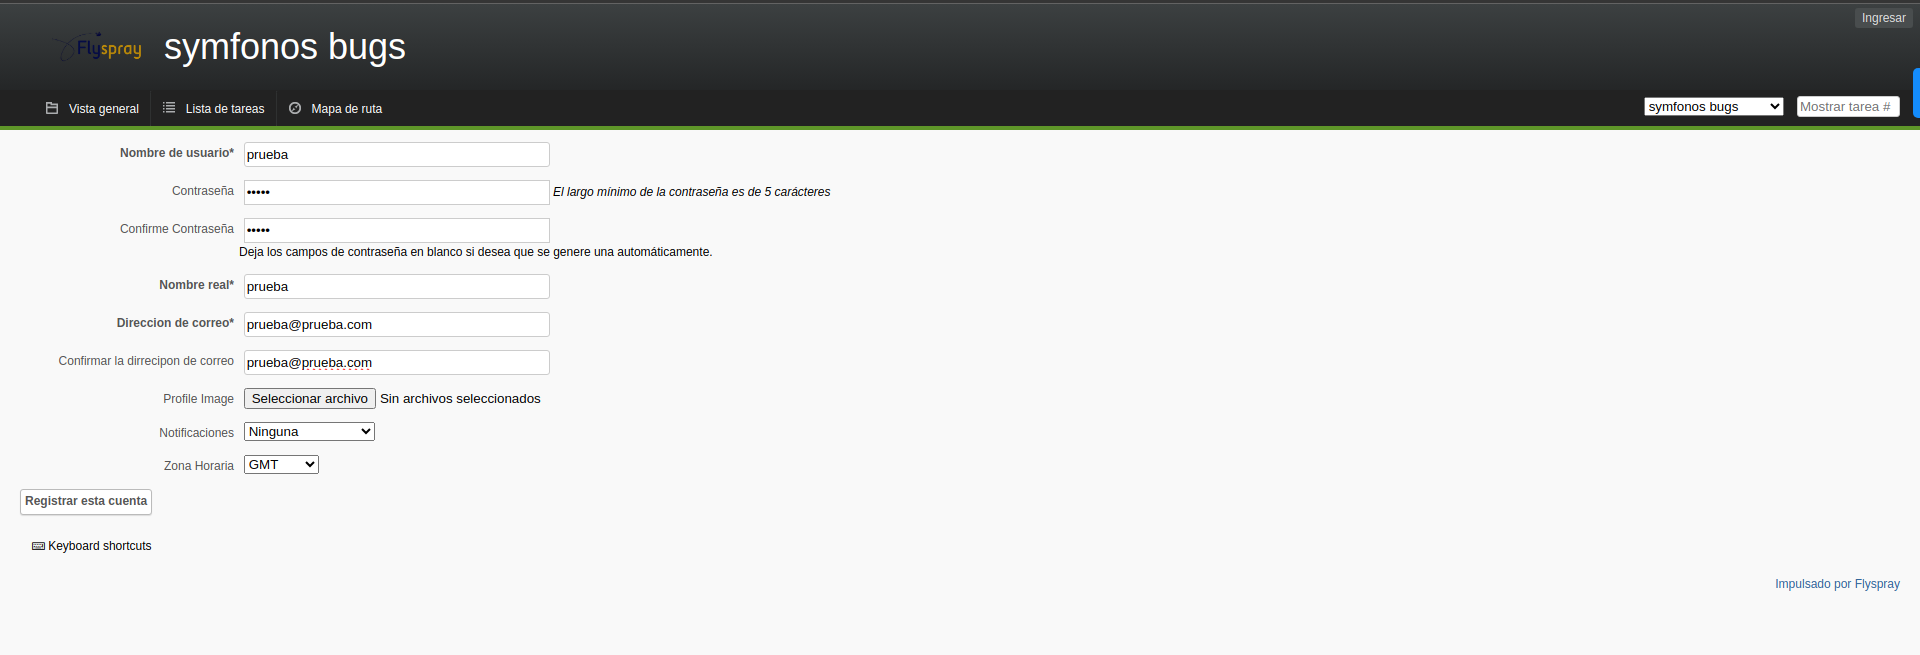 Ingresar
Flyspray
symfonos bugs
Vista general
Lista de tareas
Mapa de ruta
symfonos bugs
Mostrar tarea #
Nombre de usuario* prueba
Contraseña ••••• El largo mínimo de la contraseña es de 5 carácteres
Confirme Contraseña •••••
Deja los campos de contraseña en blanco si desea que se genere una automáticamente.
Nombre real* prueba
Direccion de correo* prueba@prueba.com
Confirmar la dirrecipon de correo prueba@prueba.com
Profile Image Seleccionar archivo Sin archivos seleccionados
Notificaciones Ninguna
Zona Horaria GMT
Registrar esta cuenta
Keyboard shortcuts
Impulsado por Flyspray